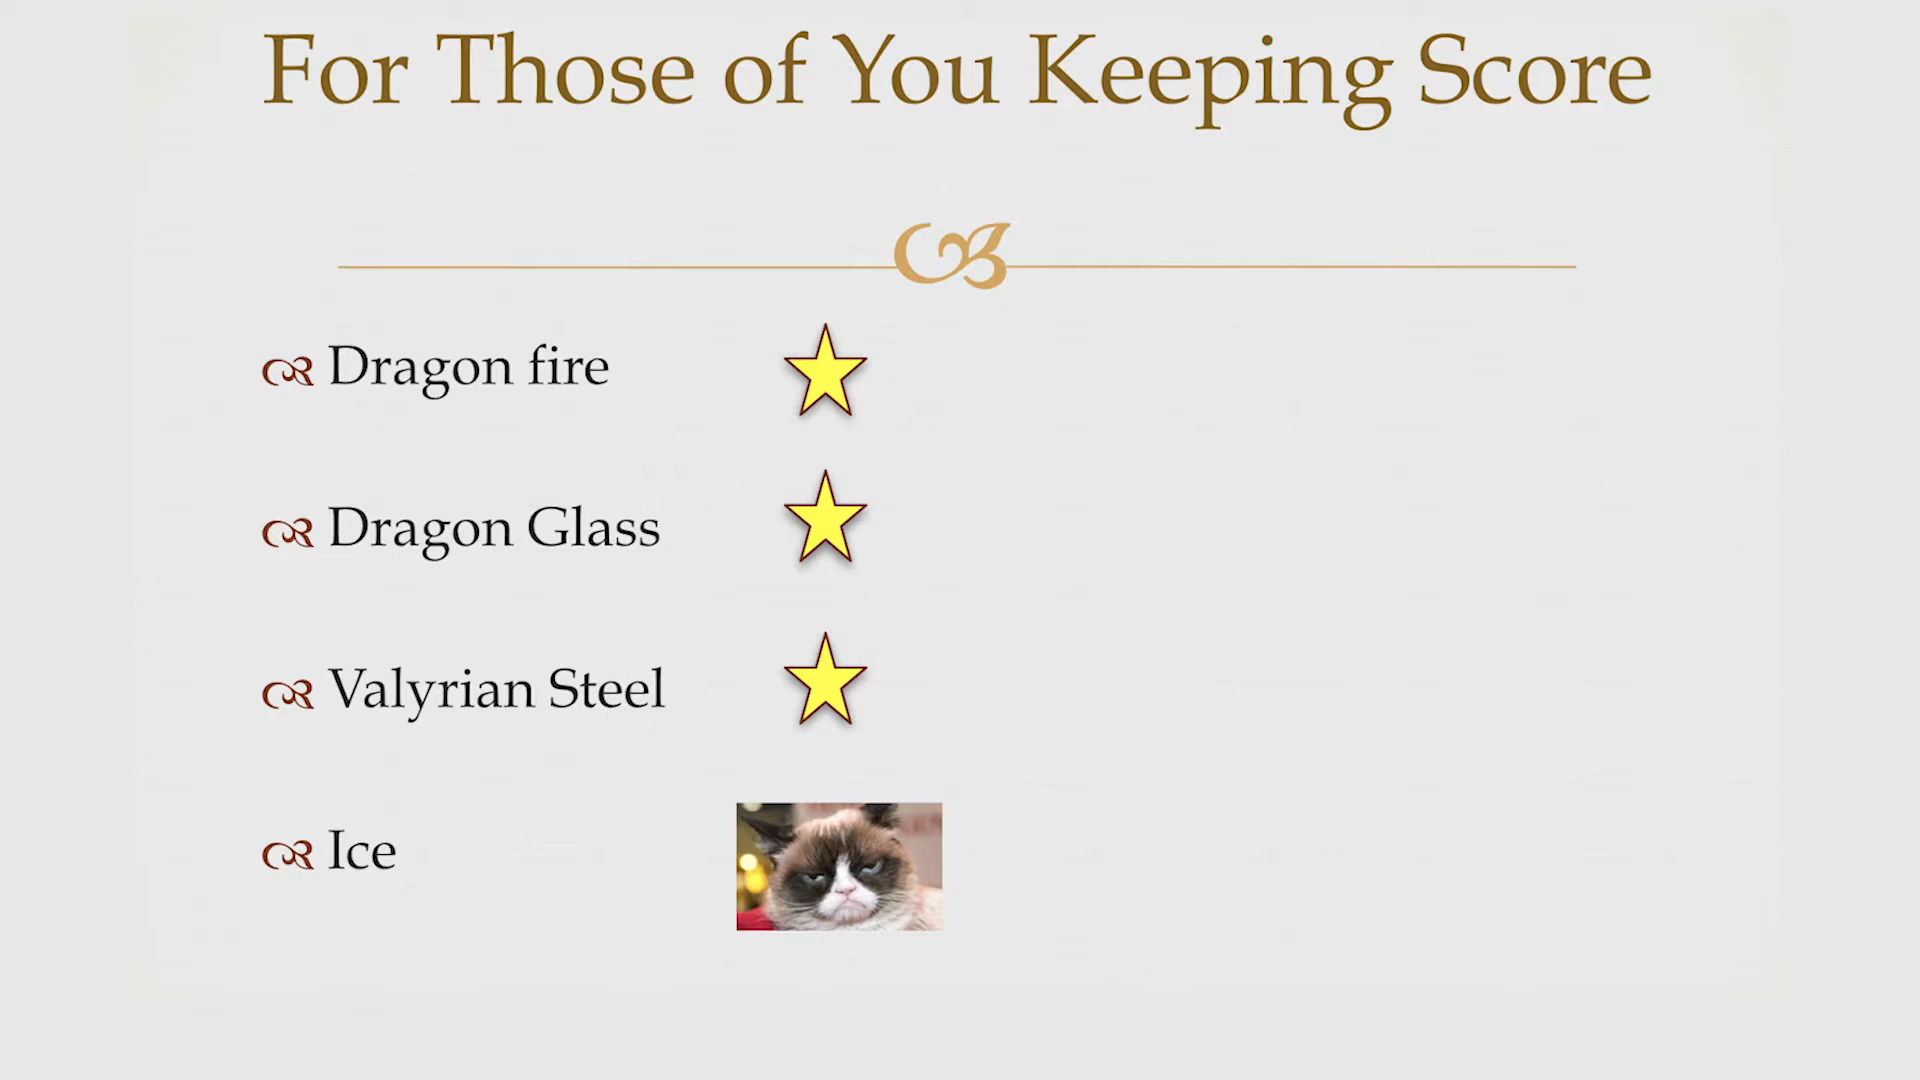 For Those of You Keeping Score
Dragon fire
Dragon Glass
Valyrian Steel
Ice